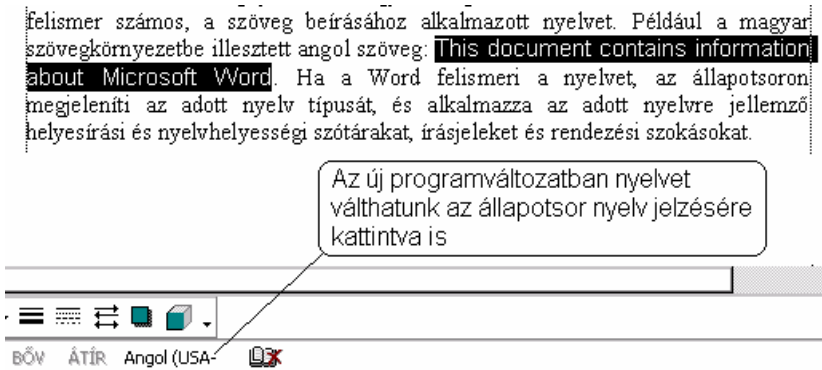 felismer számos, a szöveg beírásához alkalmazott nyelvet. Például a magyar
szövegkörnyezetbe illesztett angol szöveg: This document contains information
about Microsoft Word. Ha a Word felismeri a nyelvet, az állapotsoron
megjeleníti az adott nyelv típusát, és alkalmazza az adott nyelvre jellemző
helyesírási és nyelvhelyességi szótárakat, írásjeleket és rendezési szokásokat.
Az új programváltozatban nyelvet
válthatunk az állapotsor nyelv jelzésére
kattintva is
BŐV ÁTÍR Angol (USA-